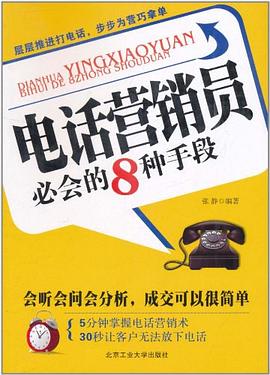 层层推进打电话,步步为营巧拿单
DIANHUA YINGXIAOYUAN
BIHUI DE 8ZHONG SHOUDUAN
电话营销员
必会的8种手段
张静◎编著
会听会问会分析,成交可以很简单
5分钟掌握电话营销术
30秒让客户无法放下电话
北京工业大学出版社